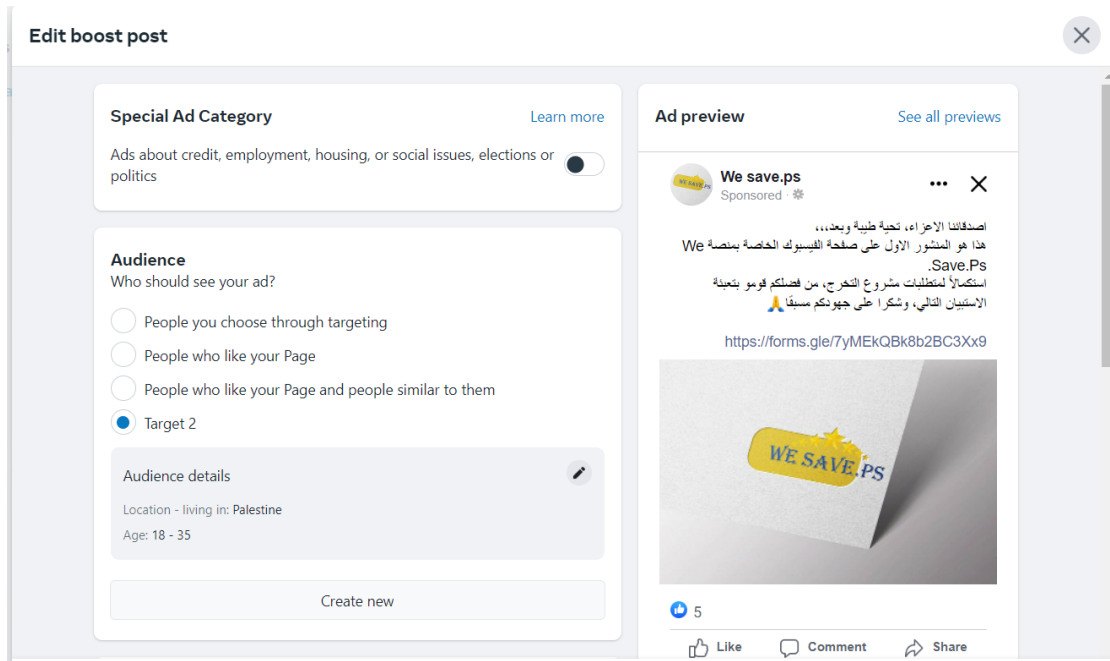 Edit boost post
Special Ad Category
Learn more
Ads about credit, employment, housing, or social issues, elections or
politics
Audience
Who should see your ad?
People you choose through targeting
People who like your Page
People who like your Page and people similar to them
Target 2
Audience details
Location - living in: Palestine
Age: 18 - 35
Create new
Ad preview
See all previews
WE SAVE.PS
We save.ps
Sponsored ·
اصدقائنا الاعزاء، تحية طيبة وبعد،،،
هذا هو المنشور الاول على صفحة الفيسبوك الخاصة بمنصة We
Save.Ps.
استكمالاً لمتطلبات مشروع التخرج، من فضلكم قومو بتعبئة
الاستبيان التالي، وشكرا على جهودكم مسبقًا🙏
https://forms.gle/7yMEkQBk8b2BC3Xx9
WE SAVE.PS
5
Like
Comment
Share